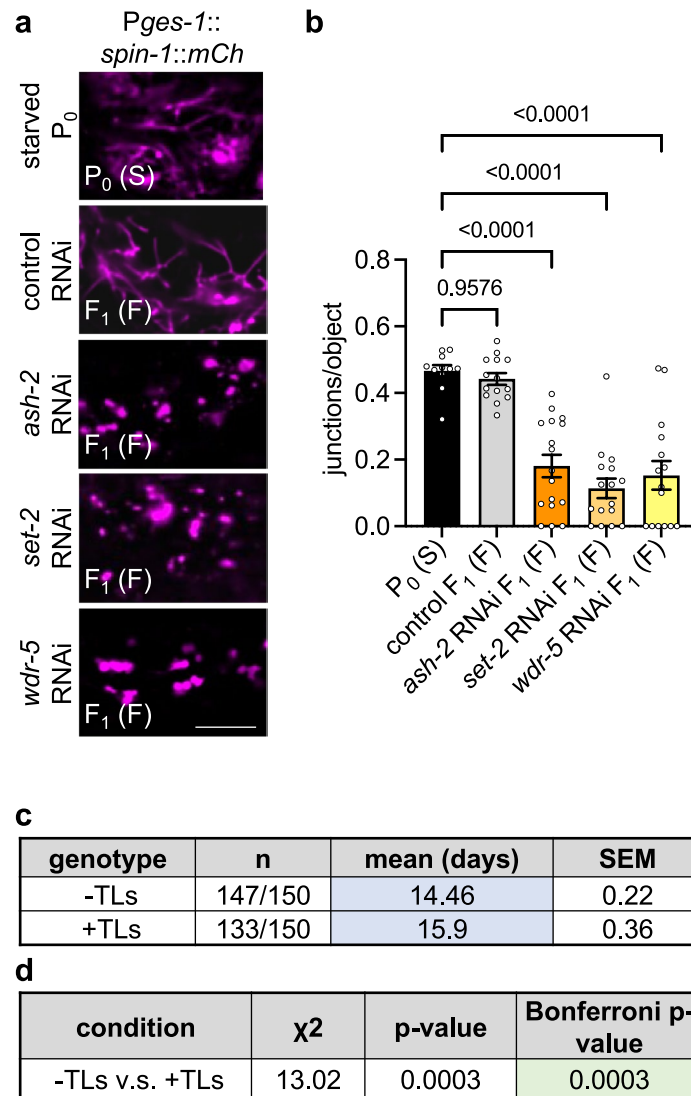 a
Pges-1::
spin-1::mCh
starved
P0
P0 (S)
control
RNAi
F1 (F)
ash-2
RNAi
F1 (F)
set-2
RNAi
F1 (F)
wdr-5
RNAi
F1 (F)
b
<0.0001
<0.0001
<0.0001
0.9576
junctions/object
0.8
0.6
0.4
0.2
0.0
P0 (S)
control F1 (F)
ash-2 RNAi F1 (F)
set-2 RNAi F1 (F)
wdr-5 RNAi F1 (F)
c
genotype n mean (days) SEM
-TLs 147/150 14.46 0.22
+TLs 133/150 15.9 0.36
d
condition χ2 p-value Bonferroni p-
value
-TLs v.s. +TLs 13.02 0.0003 0.0003